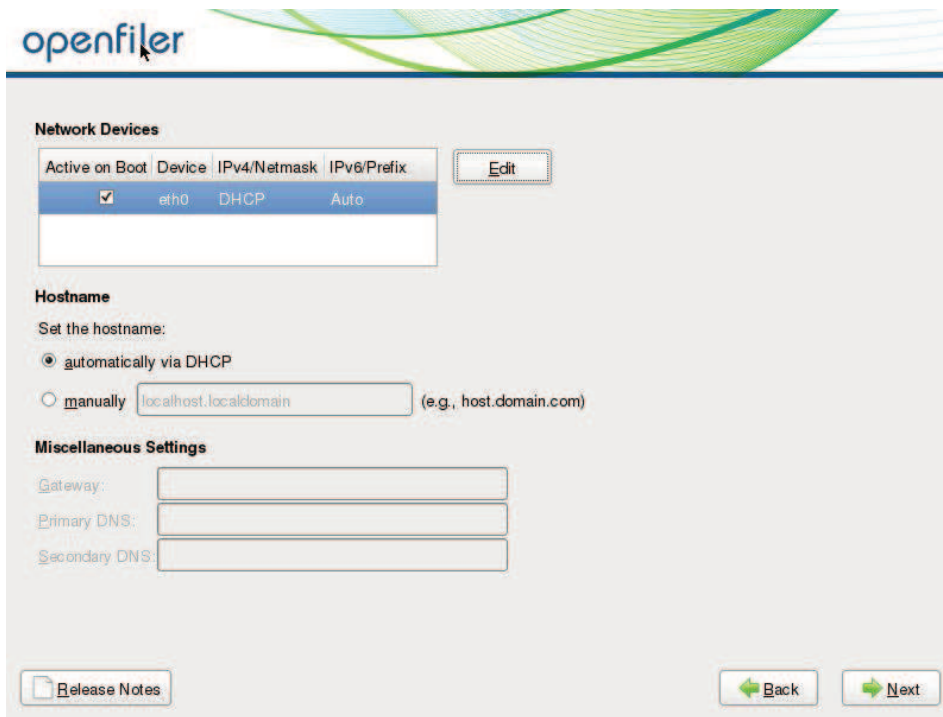 openfiler
Network Devices
Active on Boot Device IPv4/Netmask IPv6/Prefix
eth0 DHCP Auto
Edit
Hostname
Set the hostname:
automatically via DHCP
manually localhost.localdomain (e.g., host.domain.com)
Miscellaneous Settings
Gateway:
Primary DNS:
Secondary DNS:
Release Notes Back Next